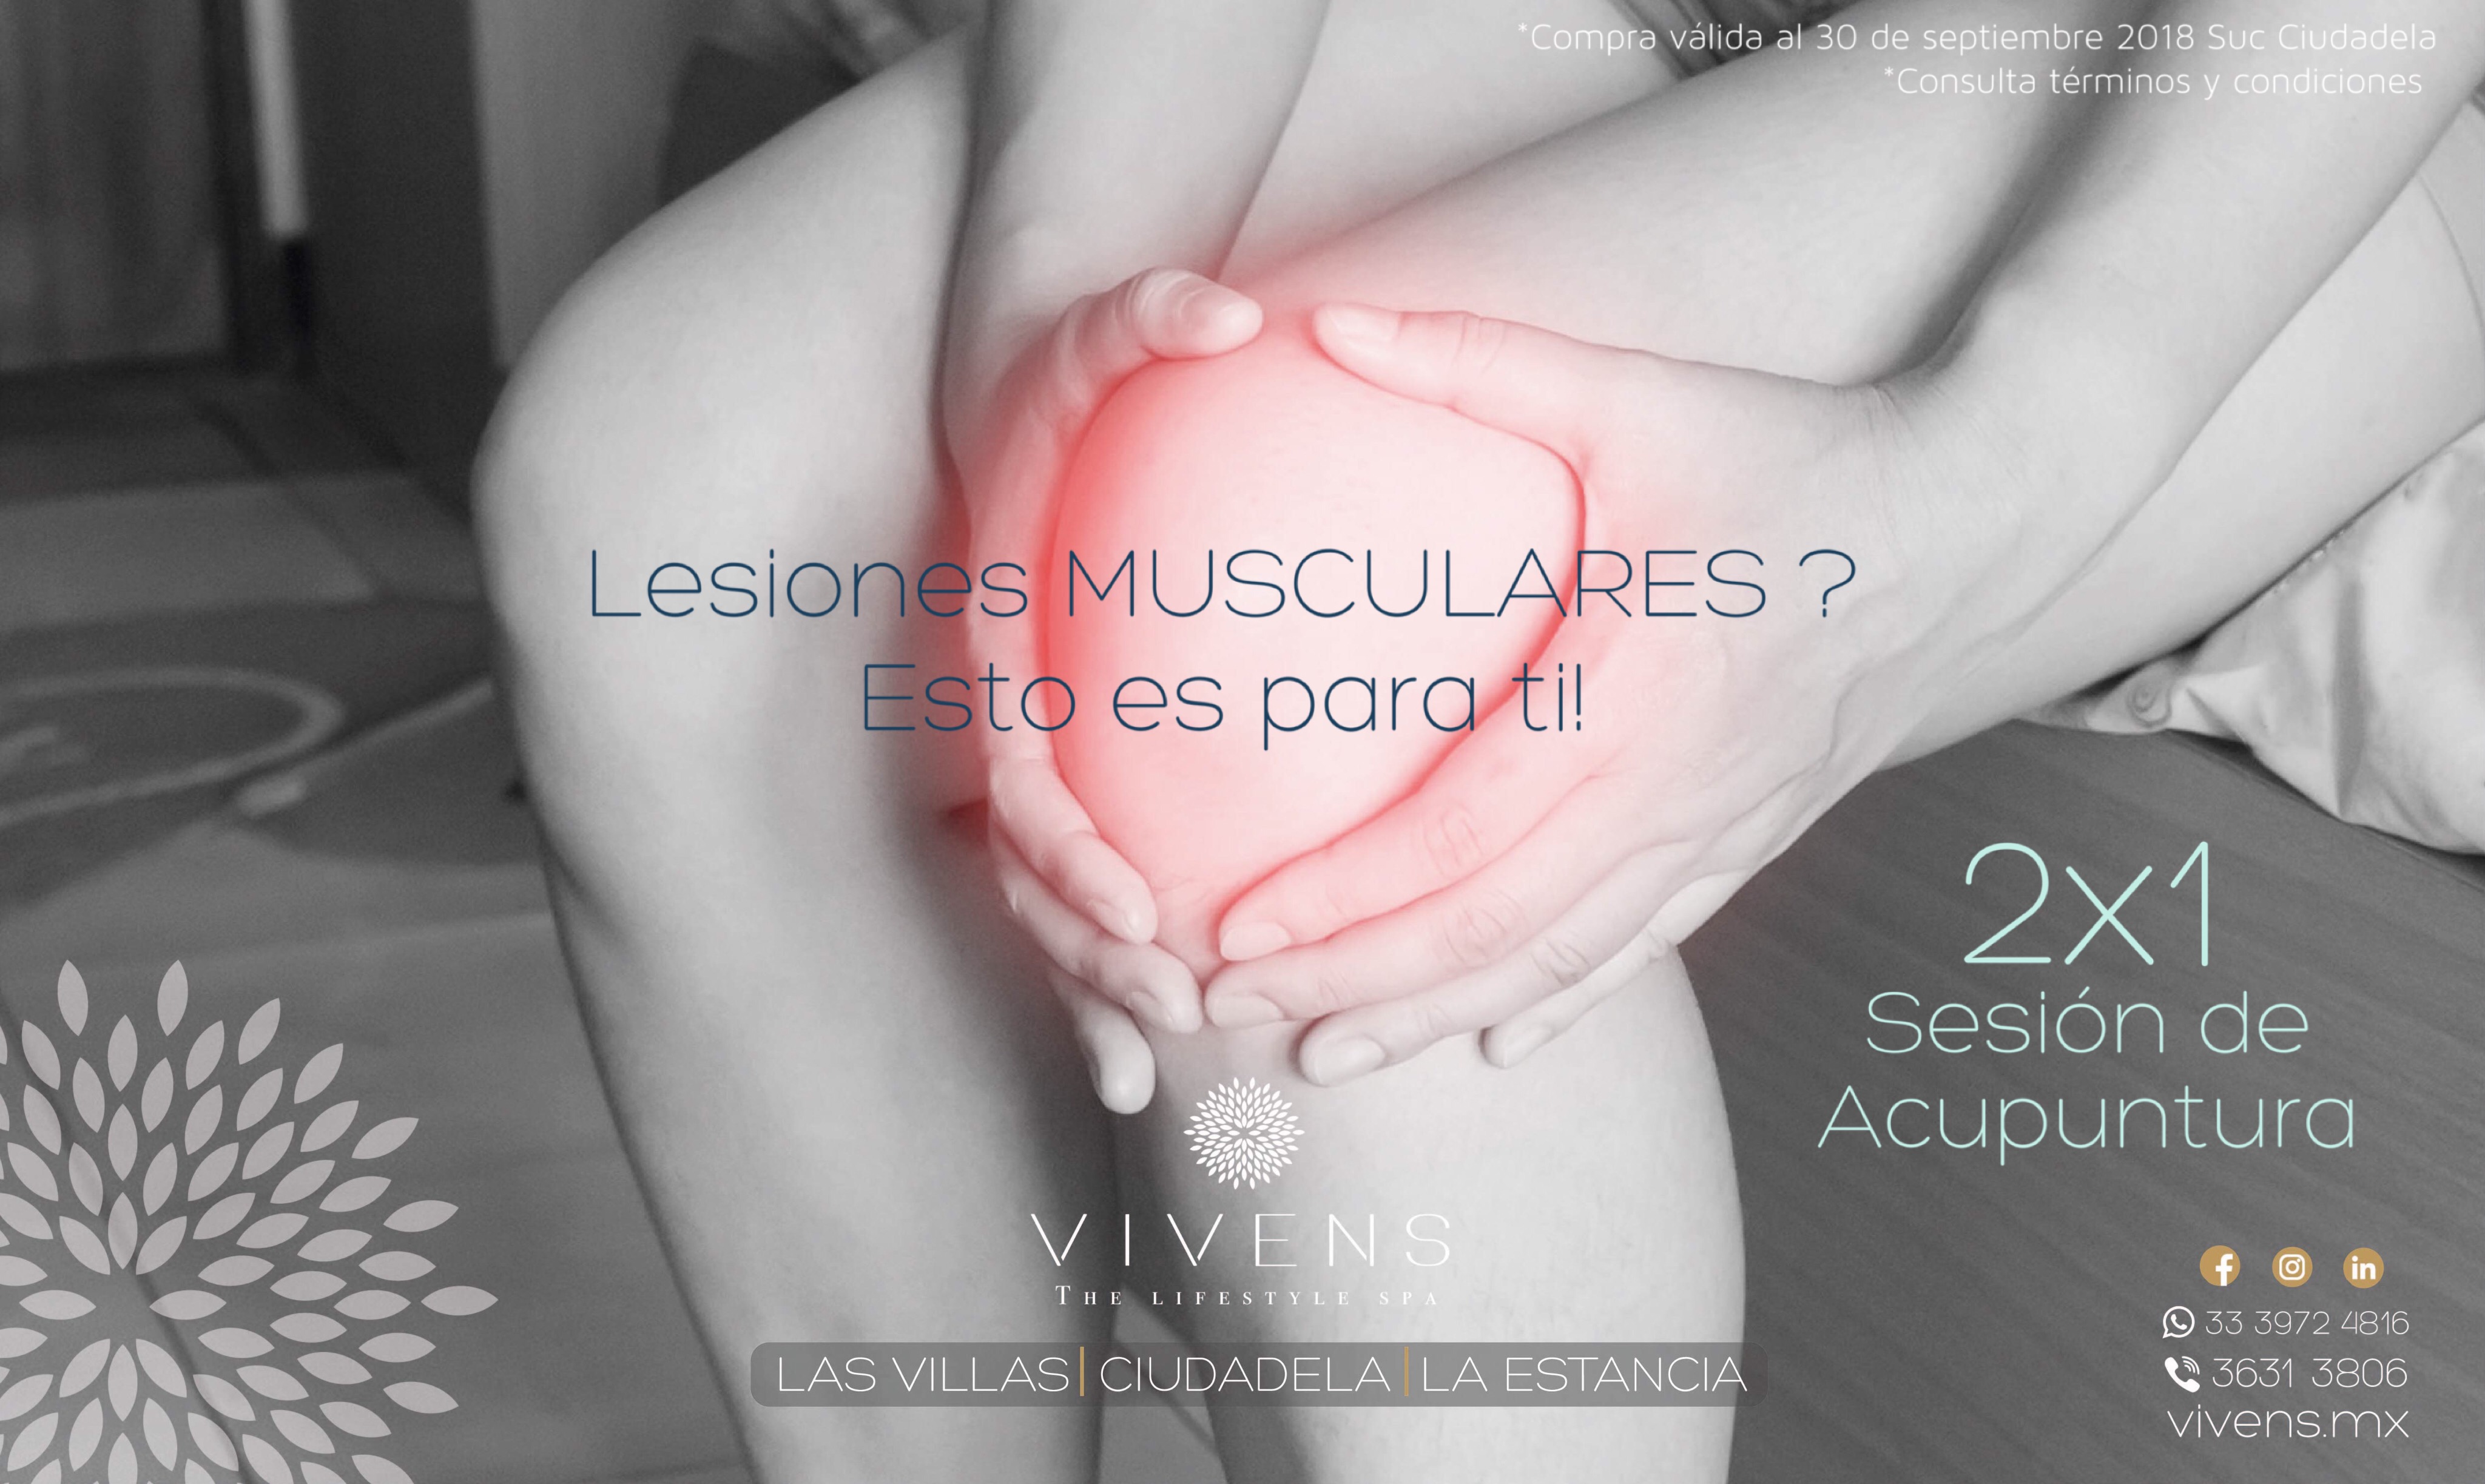 *Compra válida al 30 de septiembre 2018 Suc Ciudadela
*Consulta términos y condiciones
Lesiones MUSCULARES ?
Esto es para ti!
2x1
Sesión de
Acupuntura
VIVENS
THE LIFESTYLE SPA
LAS VILLAS | CIUDADELA | LA ESTANCIA
33 3972 4816
3631 3806
vivens.mx